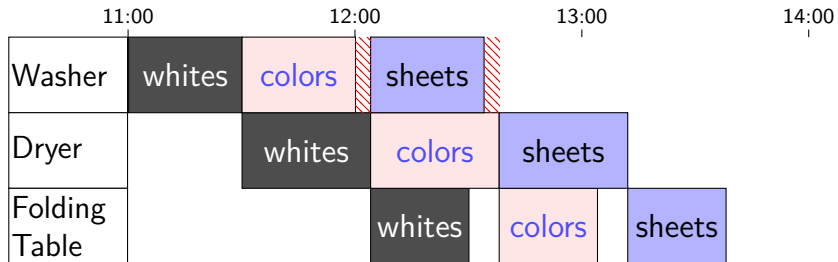 11:00 12:00 13:00 14:00
Washer whites colors sheets
Dryer whites colors sheets
Folding
Table
whites colors sheets